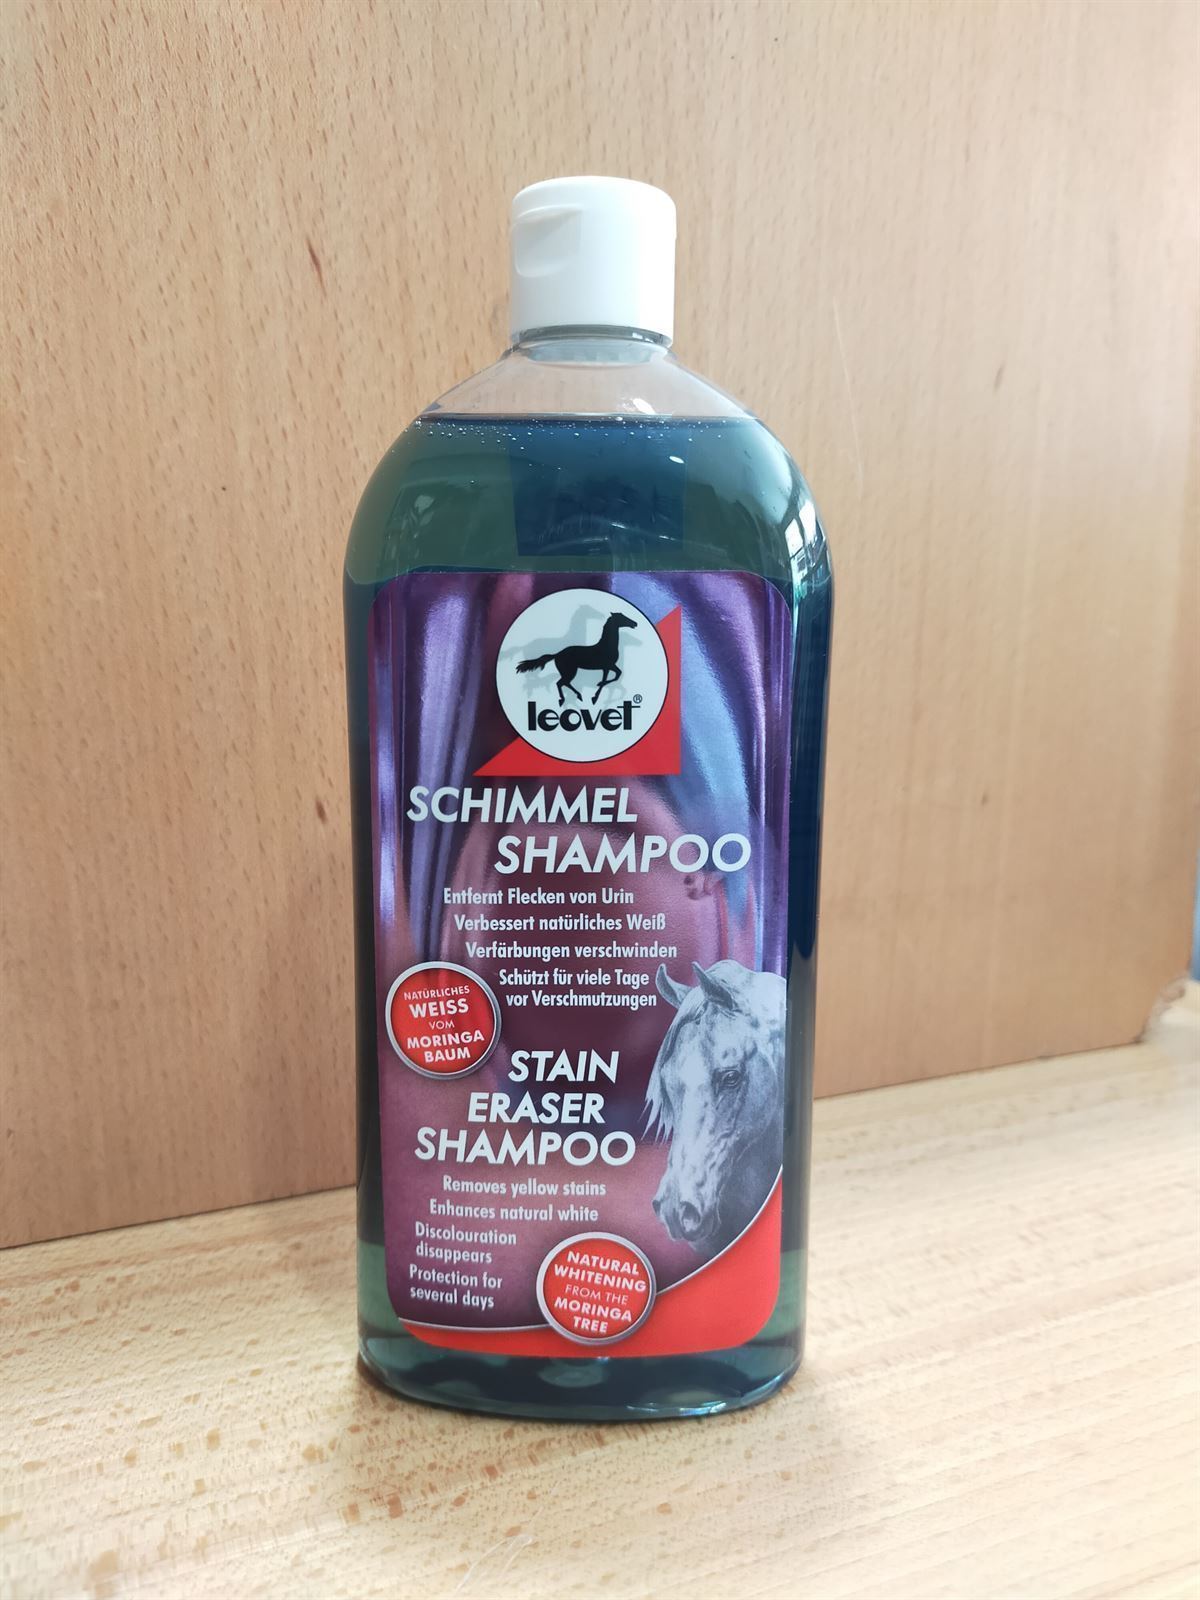 leovet®
SCHIMMEL
SHAMPOO
Entfernt Flecken von Urin
Verbessert natürliches Weiß
Verfärbungen verschwinden
Schützt für viele Tage
vor Verschmutzungen
NATÜRLICHES
WEISS
VOM
MORINGA
BAUM
STAIN
ERASER
SHAMPOO
Removes yellow stains
Enhances natural white
Discolouration
disappears
Protection for
several days
NATURAL
WHITENING
FROM THE
MORINGA
TREE